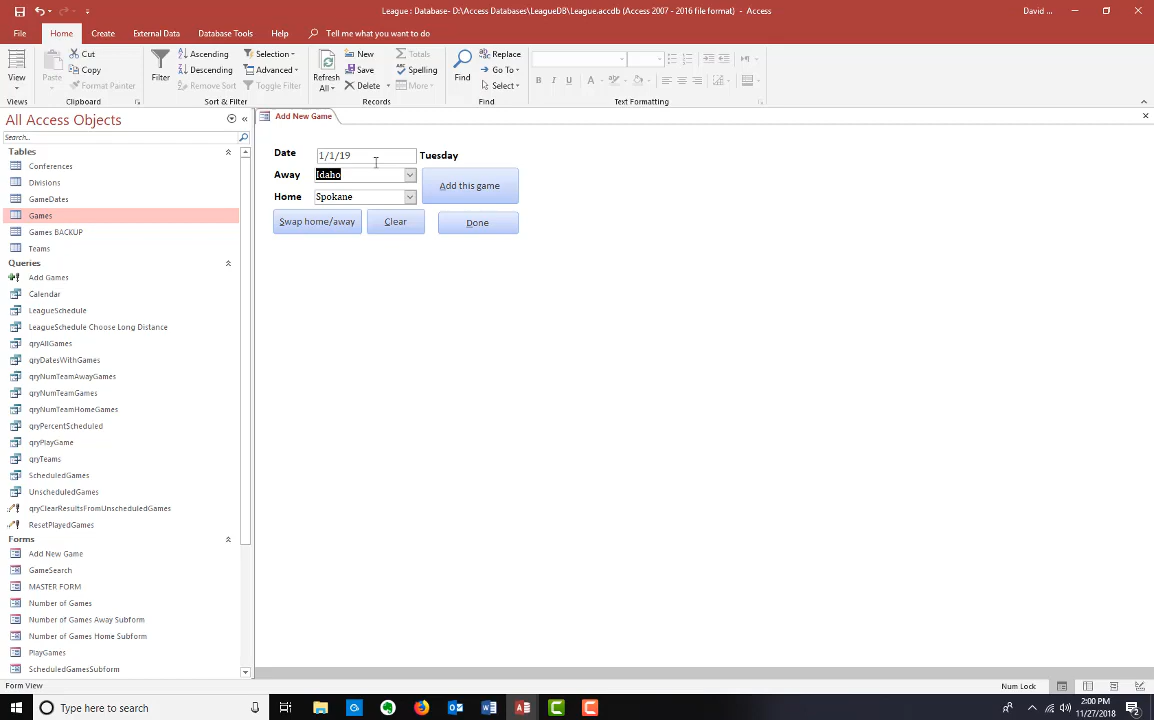 League : Database- D:\Access Databases\LeagueDB\League.accdb (Access 2007 - 2016 file format) - Access
David ...
File Home Create External Data Database Tools Help Tell me what you want to do
View
Views
Paste
Cut
Copy
Format Painter
Clipboard
Filter
Ascending
Descending
Remove Sort
Selection
Advanced
Toggle Filter
Sort & Filter
Refresh
All
New
Save
Delete
Totals
Spelling
More
Records
Find
Replace
Go To
Select
Find
B I U A
Text Formatting
All Access Objects
Search...
Tables
Conferences
Divisions
GameDates
Games
Games BACKUP
Teams
Queries
Add Games
Calendar
LeagueSchedule
LeagueSchedule Choose Long Distance
qryAllGames
qryDatesWithGames
qryNumTeamAwayGames
qryNumTeamGames
qryNumTeamHomeGames
qryPercentScheduled
qryPlayGame
qryTeams
ScheduledGames
UnscheduledGames
qryClearResultsFromUnscheduledGames
ResetPlayedGames
Forms
Add New Game
GameSearch
MASTER FORM
Number of Games
Number of Games Away Subform
Number of Games Home Subform
PlayGames
ScheduledGamesSubform
Add New Game
Date 1/1/19 Tuesday
Away Idaho
Add this game
Home Spokane
Swap home/away Clear Done
Form View
Num Lock
Type here to search
2:00 PM
11/27/2018
2